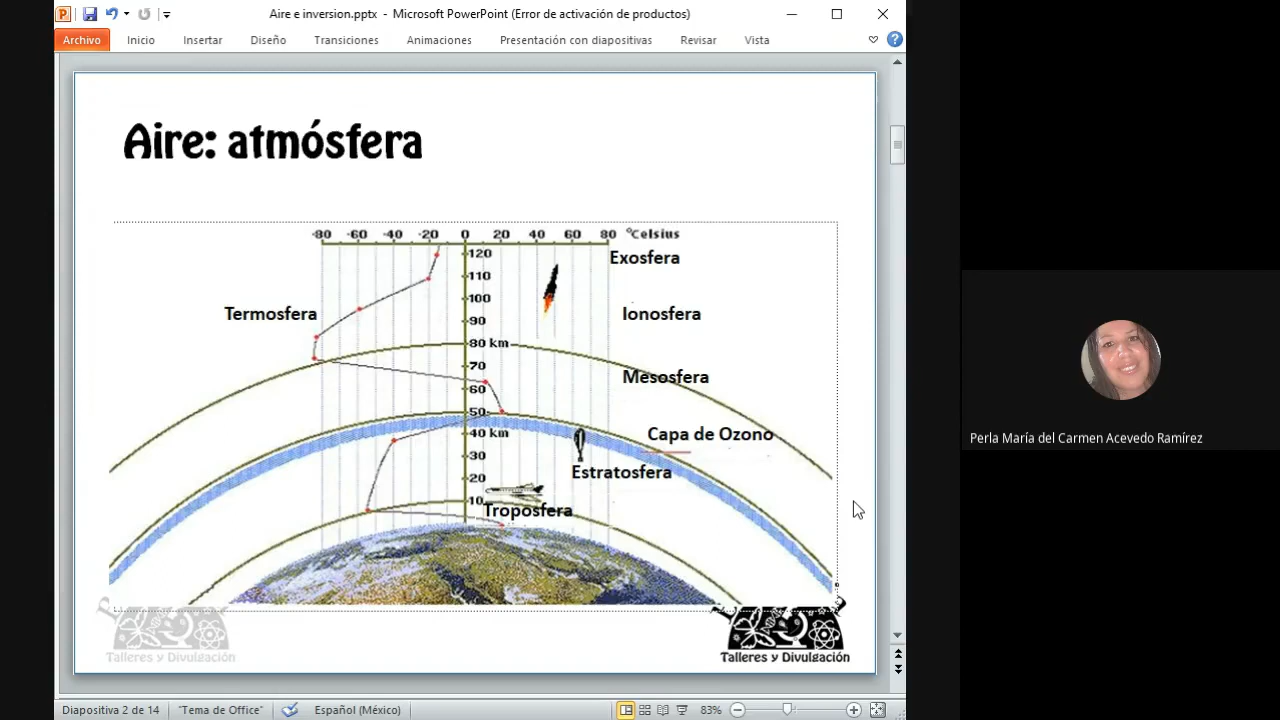 Aire e inversion.pptx - Microsoft PowerPoint (Error de activación de productos)
Archivo Inicio Insertar Diseño Transiciones Animaciones Presentación con diapositivas Revisar Vista
Aire: atmósfera
-80 -60 -40 -20 0 20 40 60 80 °Celsius
120
Exosfera
110
100
Termosfera
Ionosfera
90
80 km
70
Mesosfera
60
50
40 km
Capa de Ozono
30
Estratosfera
20
10
Troposfera
Talleres y Divulgación
Talleres y Divulgación
Perla María del Carmen Acevedo Ramírez
Diapositiva 2 de 14 "Tema de Office" Español (México) 83%